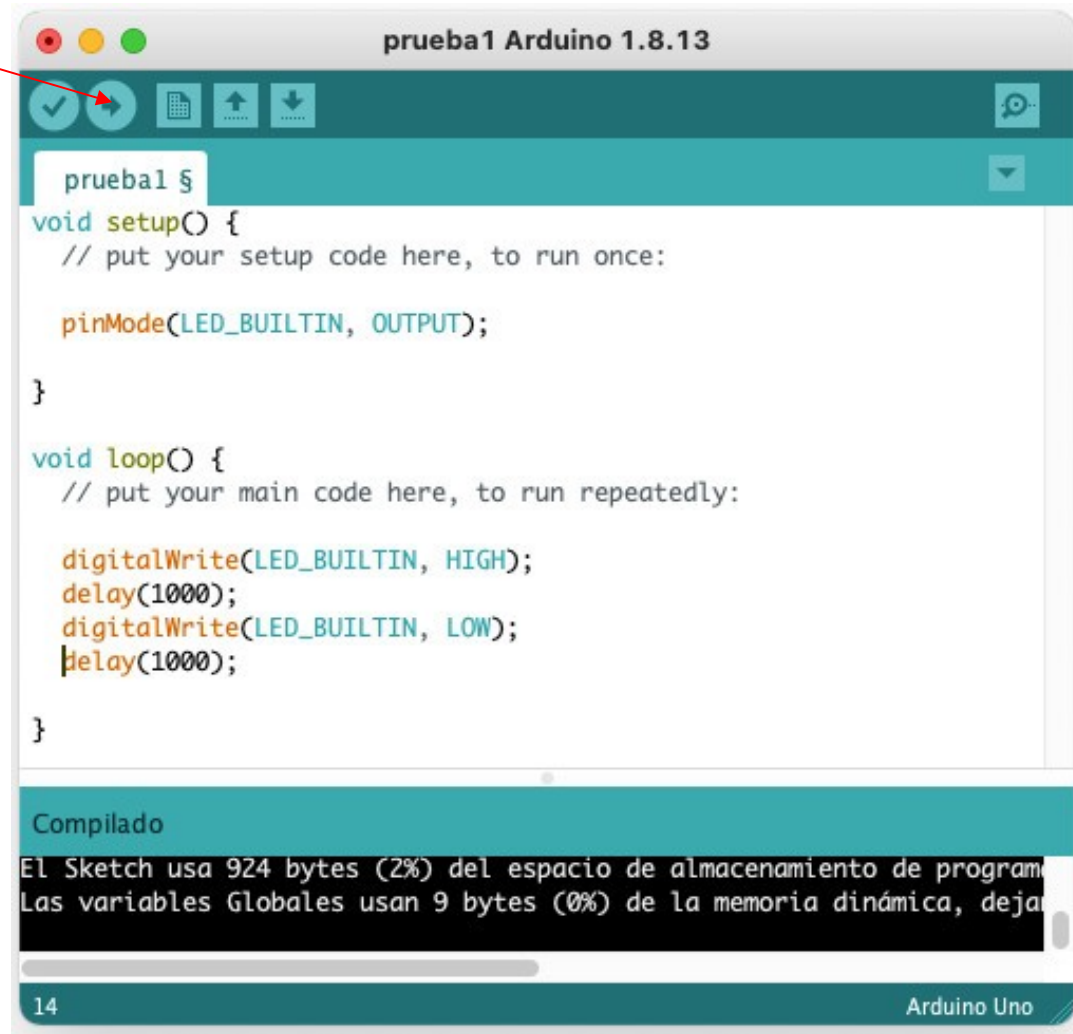 prueba1 Arduino 1.8.13
prueba1 §
void setup() {
  // put your setup code here, to run once:
  pinMode(LED_BUILTIN, OUTPUT);
}
void loop() {
  // put your main code here, to run repeatedly:
  digitalWrite(LED_BUILTIN, HIGH);
  delay(1000);
  digitalWrite(LED_BUILTIN, LOW);
  delay(1000);
}
Compilado
El Sketch usa 924 bytes (2%) del espacio de almacenamiento de
Las variables Globales usan 9 bytes (0%) de la memoria dinámica,
14 Arduino Uno